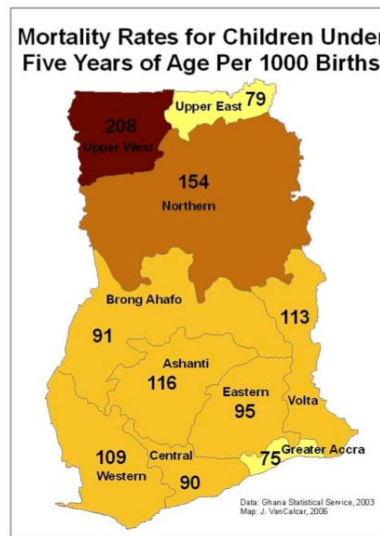 Mortality Rates for Children Under
Five Years of Age Per 1000 Births
79
Upper East
208
Upper West
154
Northern
Brong Ahafo
113
91
Ashanti
116
Eastern
95
Volta
109
Western
Central
75
Greater Accra
90
Data: Ghana Statistical Service, 2003
Map: J. VanCalcar, 2006